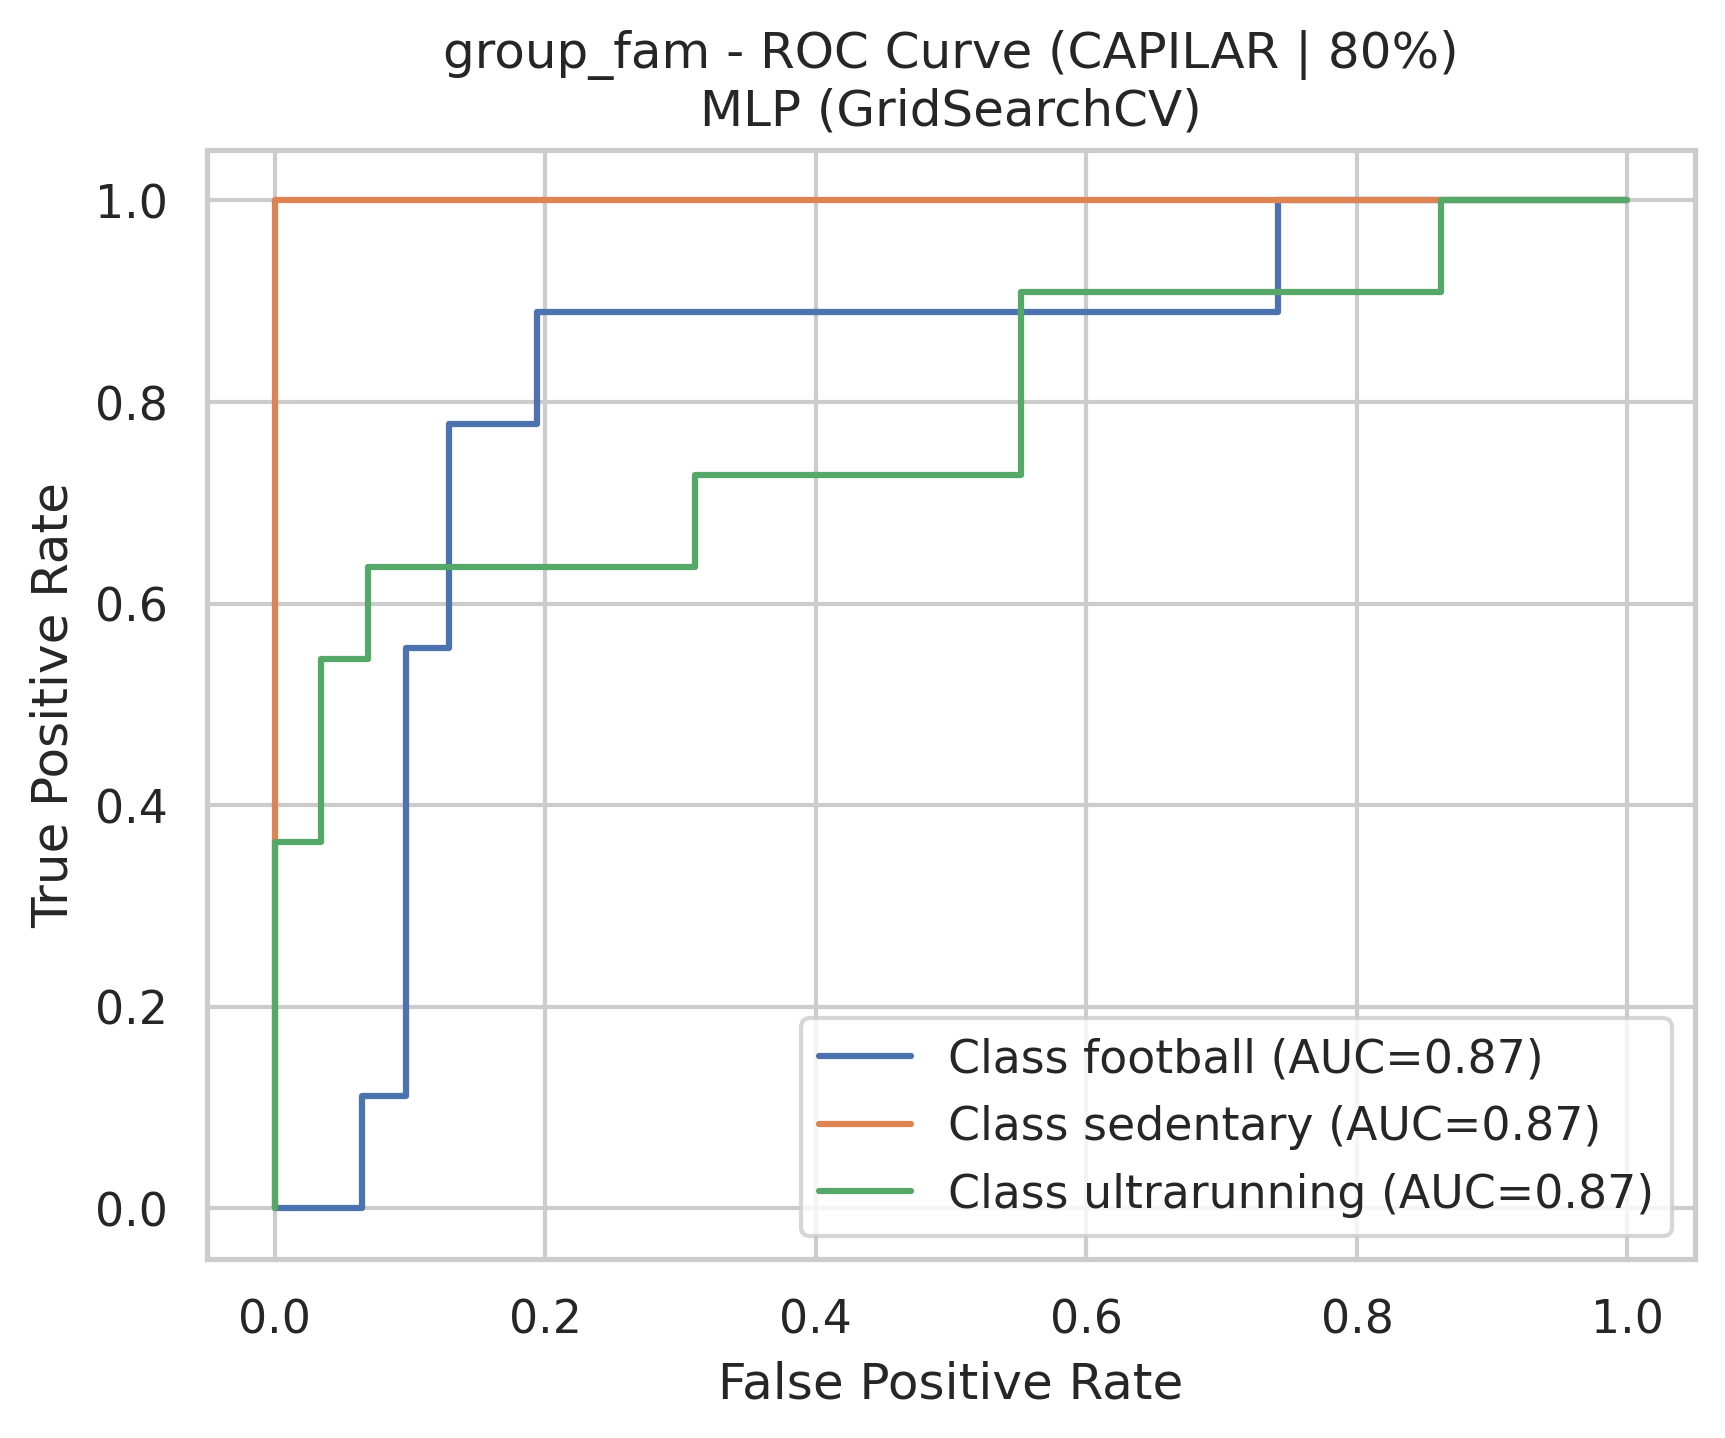 group_fam - ROC Curve (CAPILAR | 80%)
MLP (GridSearchCV)
True Positive Rate
1.0
0.8
0.6
0.4
0.2
0.0
Class football (AUC=0.87)
Class sedentary (AUC=0.87)
Class ultrarunning (AUC=0.87)
0.0 0.2 0.4 0.6 0.8 1.0
False Positive Rate